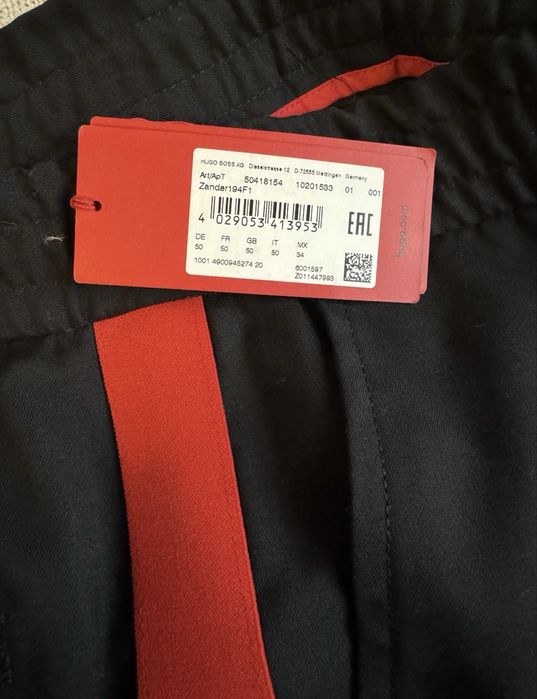 HUGO BOSS AG Dieselstrasse 12 D-72555 Metzingen Germany
Art/ApT 50418154 10201533 01 001
Zander194F1
4 029053 413953
EAC
DE FR GB IT MX
50 50 50 50 34
1001 4900945274 20 6001597
Z011447993
hugo.com